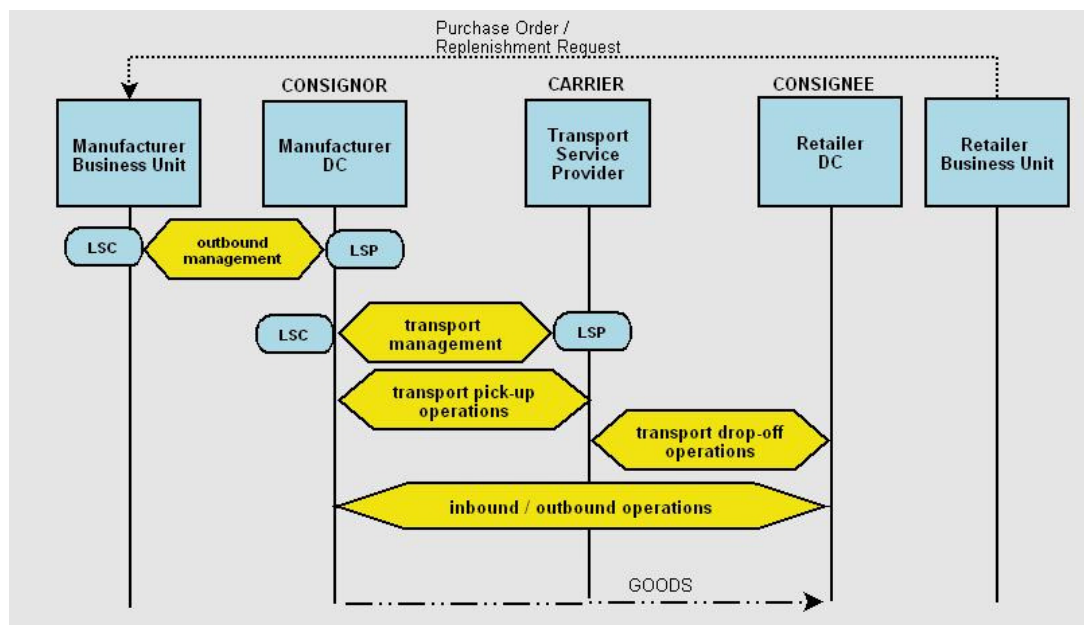 Purchase Order /
Replenishment Request
CONSIGNOR
CARRIER
CONSIGNEE
Manufacturer
Business Unit
Manufacturer
DC
Transport
Service
Provider
Retailer
DC
Retailer
Business Unit
LSC
outbound
management
LSP
LSC
transport
management
LSP
transport pick-up
operations
transport drop-off
operations
inbound / outbound operations
GOODS